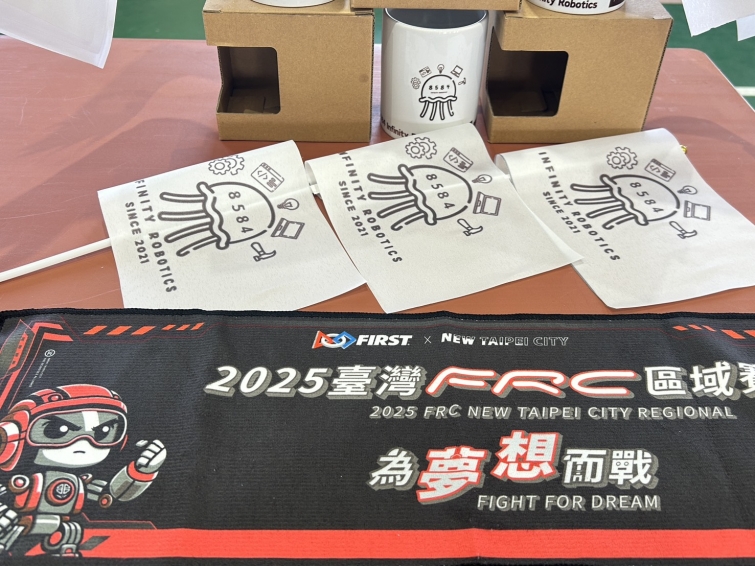 nity Robotics
8584
Infinity
8584
INFINITY ROBOTICS
SINCE 2021
8584
INFINITY ROBOTICS
SINCE 2021
8584
INFINITY ROBOTICS
SINCE 2021
FIRST × NEW TAIPEI CITY
2025臺灣FRC區域賽
2025 FRC NEW TAIPEI CITY REGIONAL
為夢想而戰
FIGHT FOR DREAM